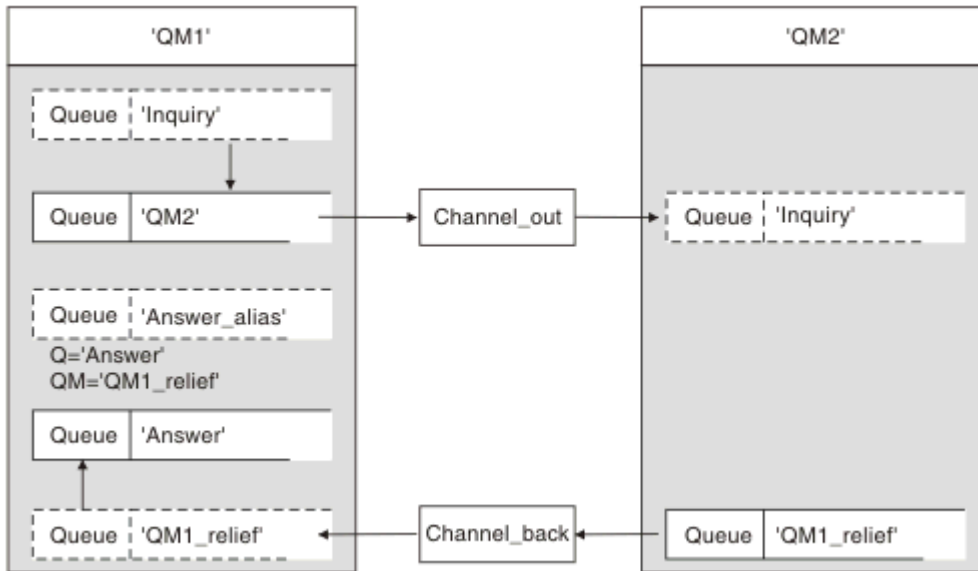 'QM1'
'QM2'
Queue 'Inquiry'
Queue 'QM2'
Channel_out
Queue 'Inquiry'
Queue 'Answer_alias'
Q='Answer'
QM='QM1_relief'
Queue 'Answer'
Queue 'QM1_relief'
Channel_back
Queue 'QM1_relief'